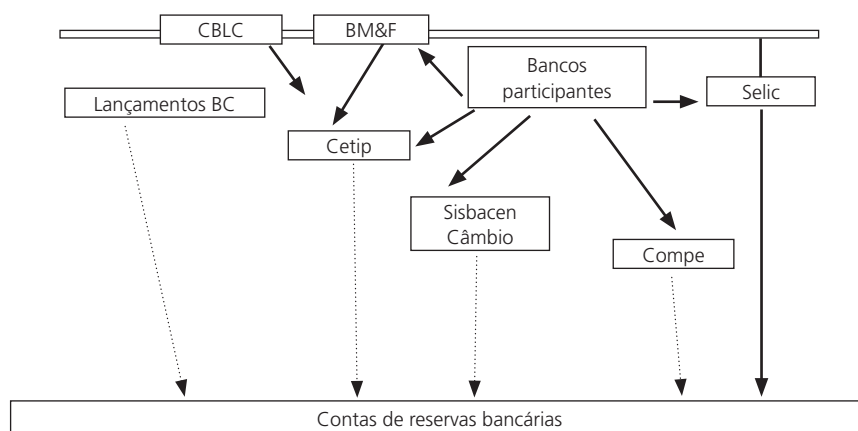 CBLC
BM&F
Bancos
participantes
Selic
Lançamentos BC
Cetip
Sisbacen
Câmbio
Compe
Contas de reservas bancárias